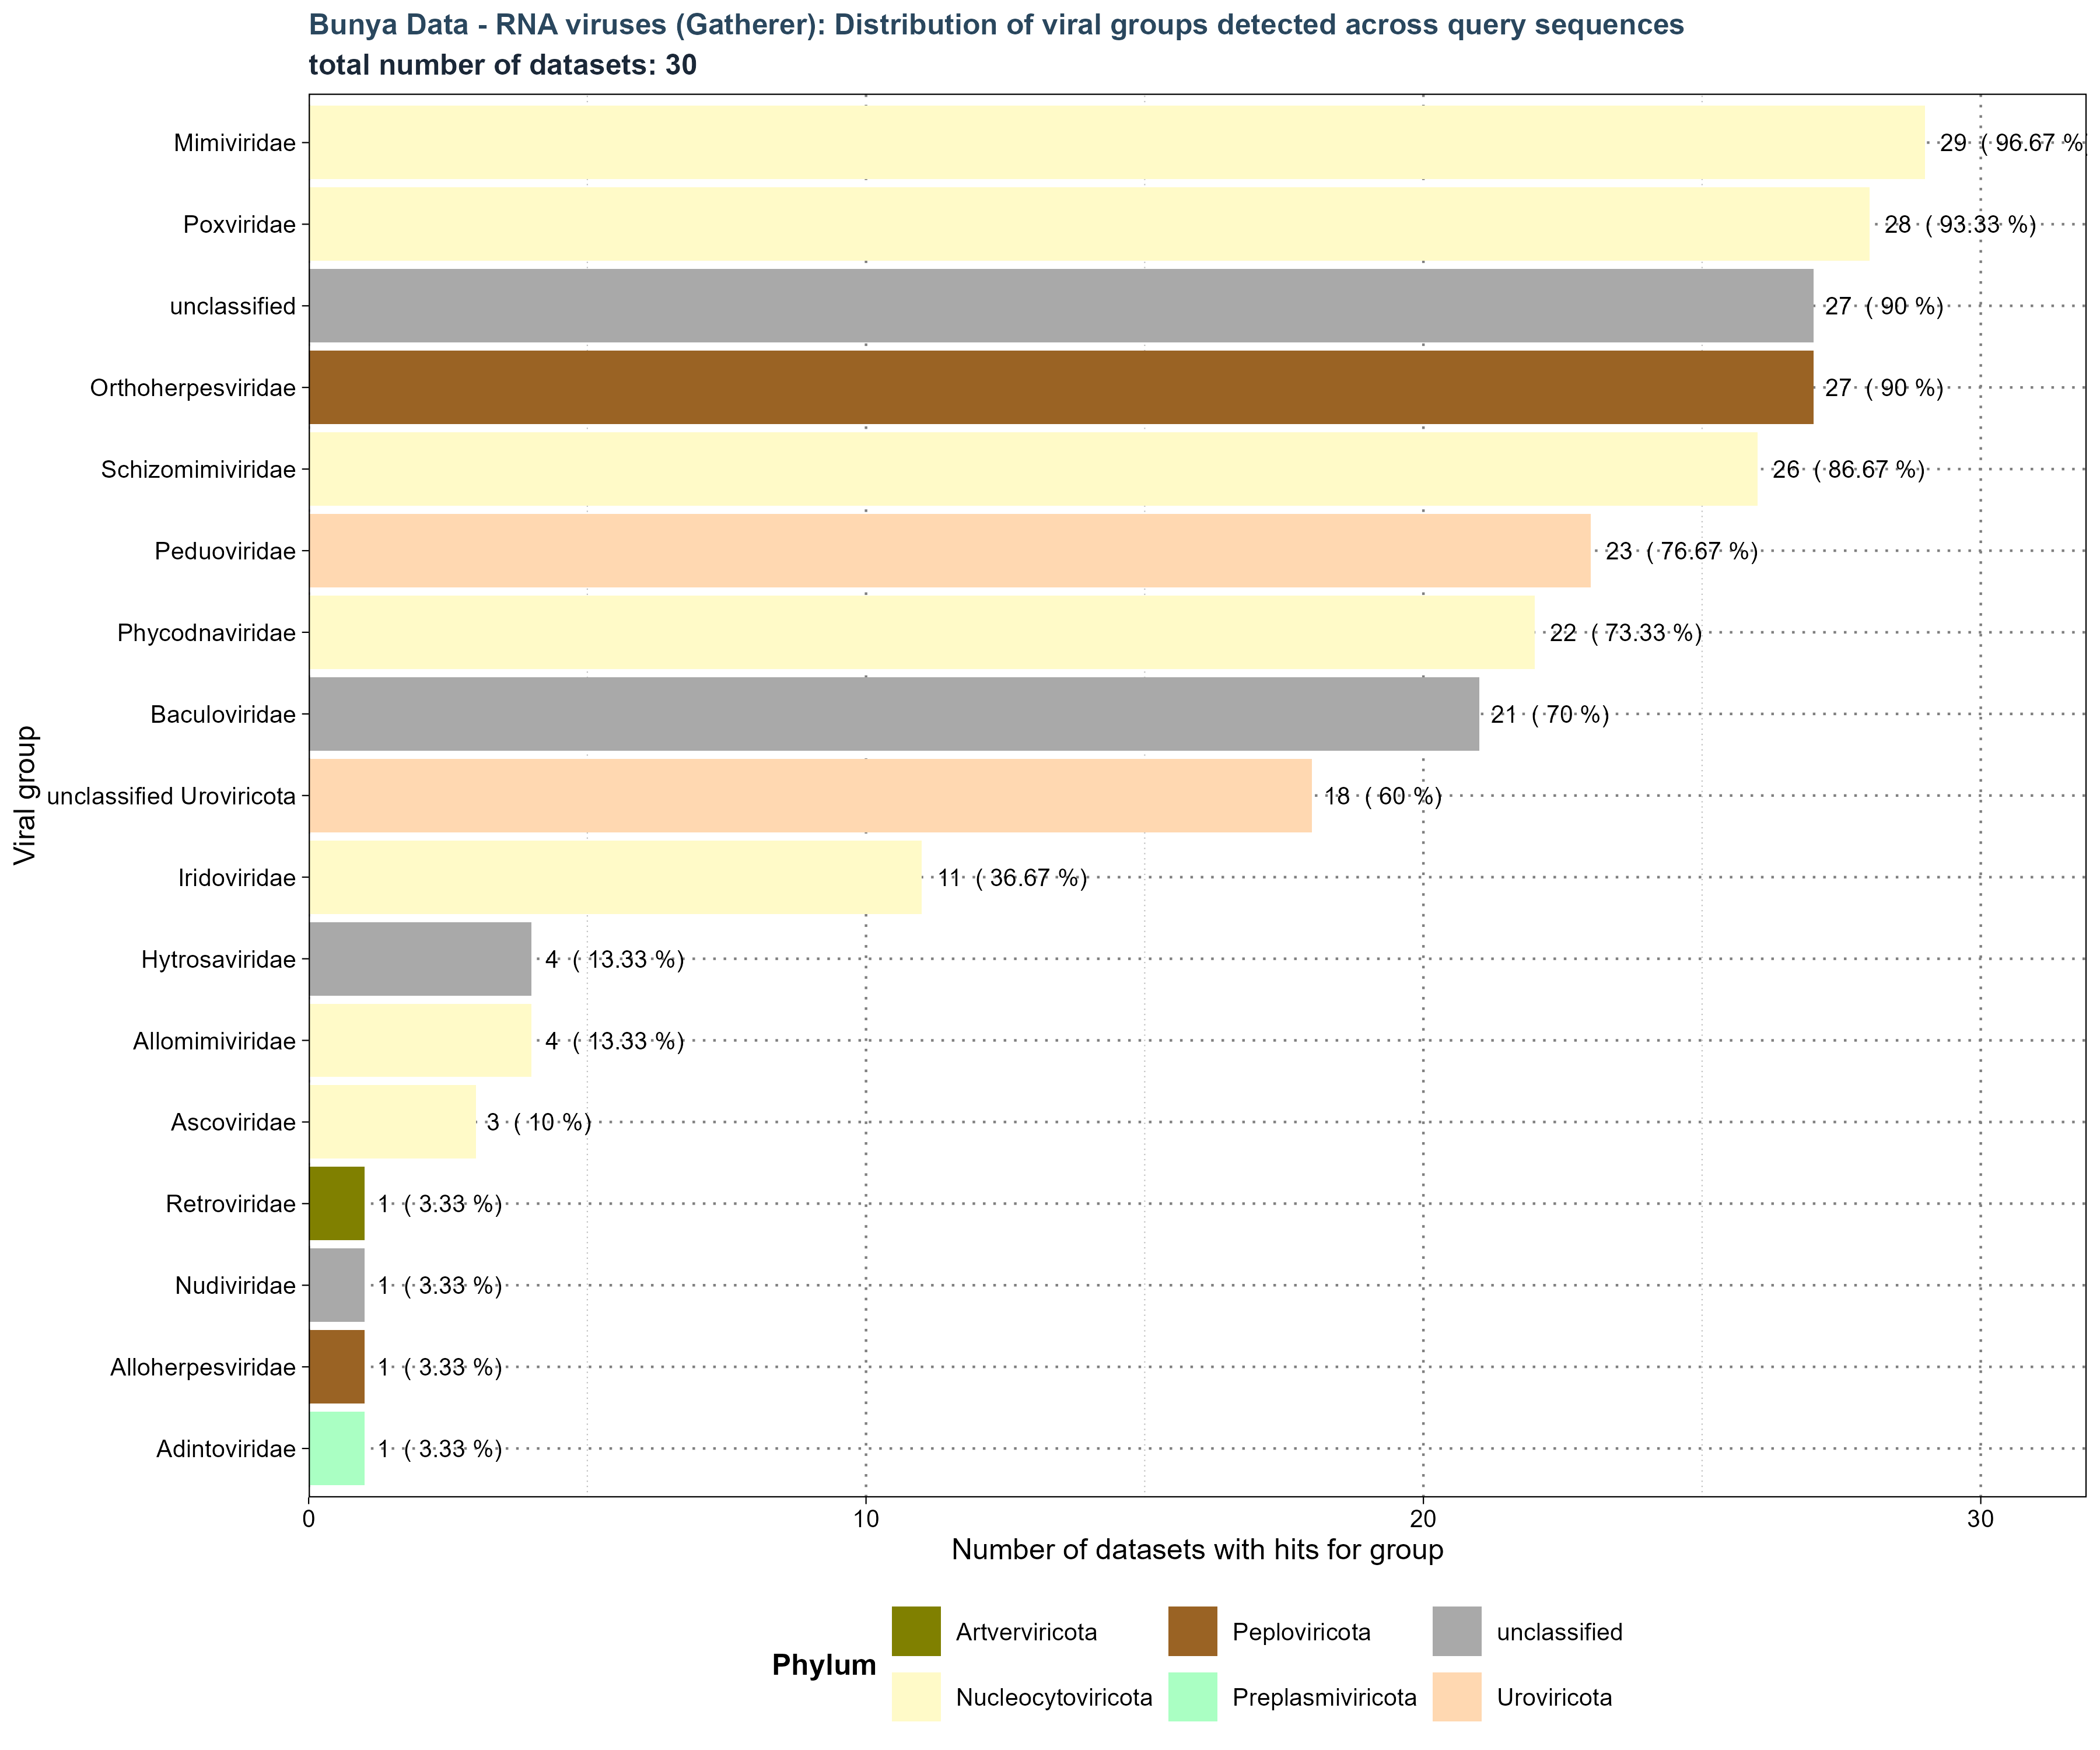 Bunya Data - RNA viruses (Gatherer): Distribution of viral groups detected across query sequences
total number of datasets: 30
Viral group
Mimiviridae 29 ( 96.67 %
Poxviridae 28 ( 93.33 %)
unclassified 27 ( 90 %)
Orthoherpesviridae 27 ( 90 %)
Schizomimiviridae 26 ( 86.67 %)
Peduoviridae 23 ( 76.67 %)
Phycodnaviridae 22 ( 73.33 %)
Baculoviridae 21 ( 70 %)
unclassified Uroviricota 18 ( 60 %)
Iridoviridae 11 ( 36.67 %)
Hytrosaviridae 4 ( 13.33 %)
Allomimiviridae 4 ( 13.33 %)
Ascoviridae 3 ( 10 %)
Retroviridae 1 ( 3.33 %)
Nudiviridae 1 ( 3.33 %)
Alloherpesviridae 1 ( 3.33 %)
Adintoviridae 1 ( 3.33 %)
0 10 20 30
Number of datasets with hits for group
Phylum
Artverviricota Peploviricota unclassified
Nucleocytoviricota Preplasmiviricota Uroviricota